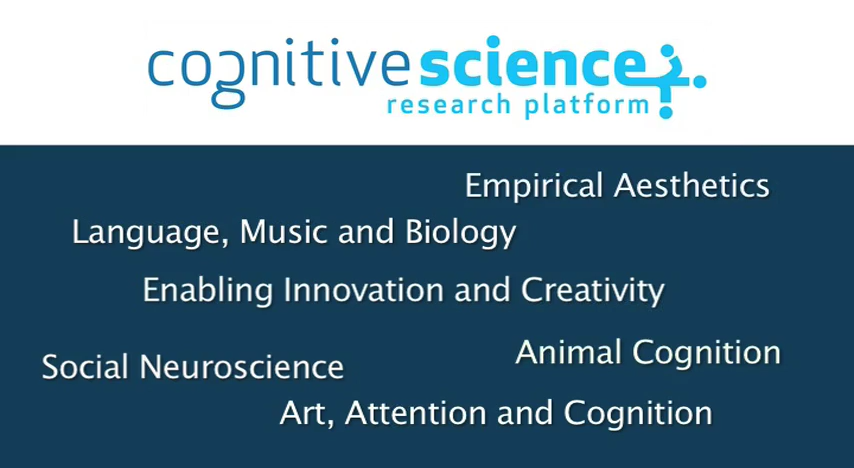 cognitivescience
research platform
Empirical Aesthetics
Language, Music and Biology
Enabling Innovation and Creativity
Animal Cognition
Social Neuroscience
Art, Attention and Cognition